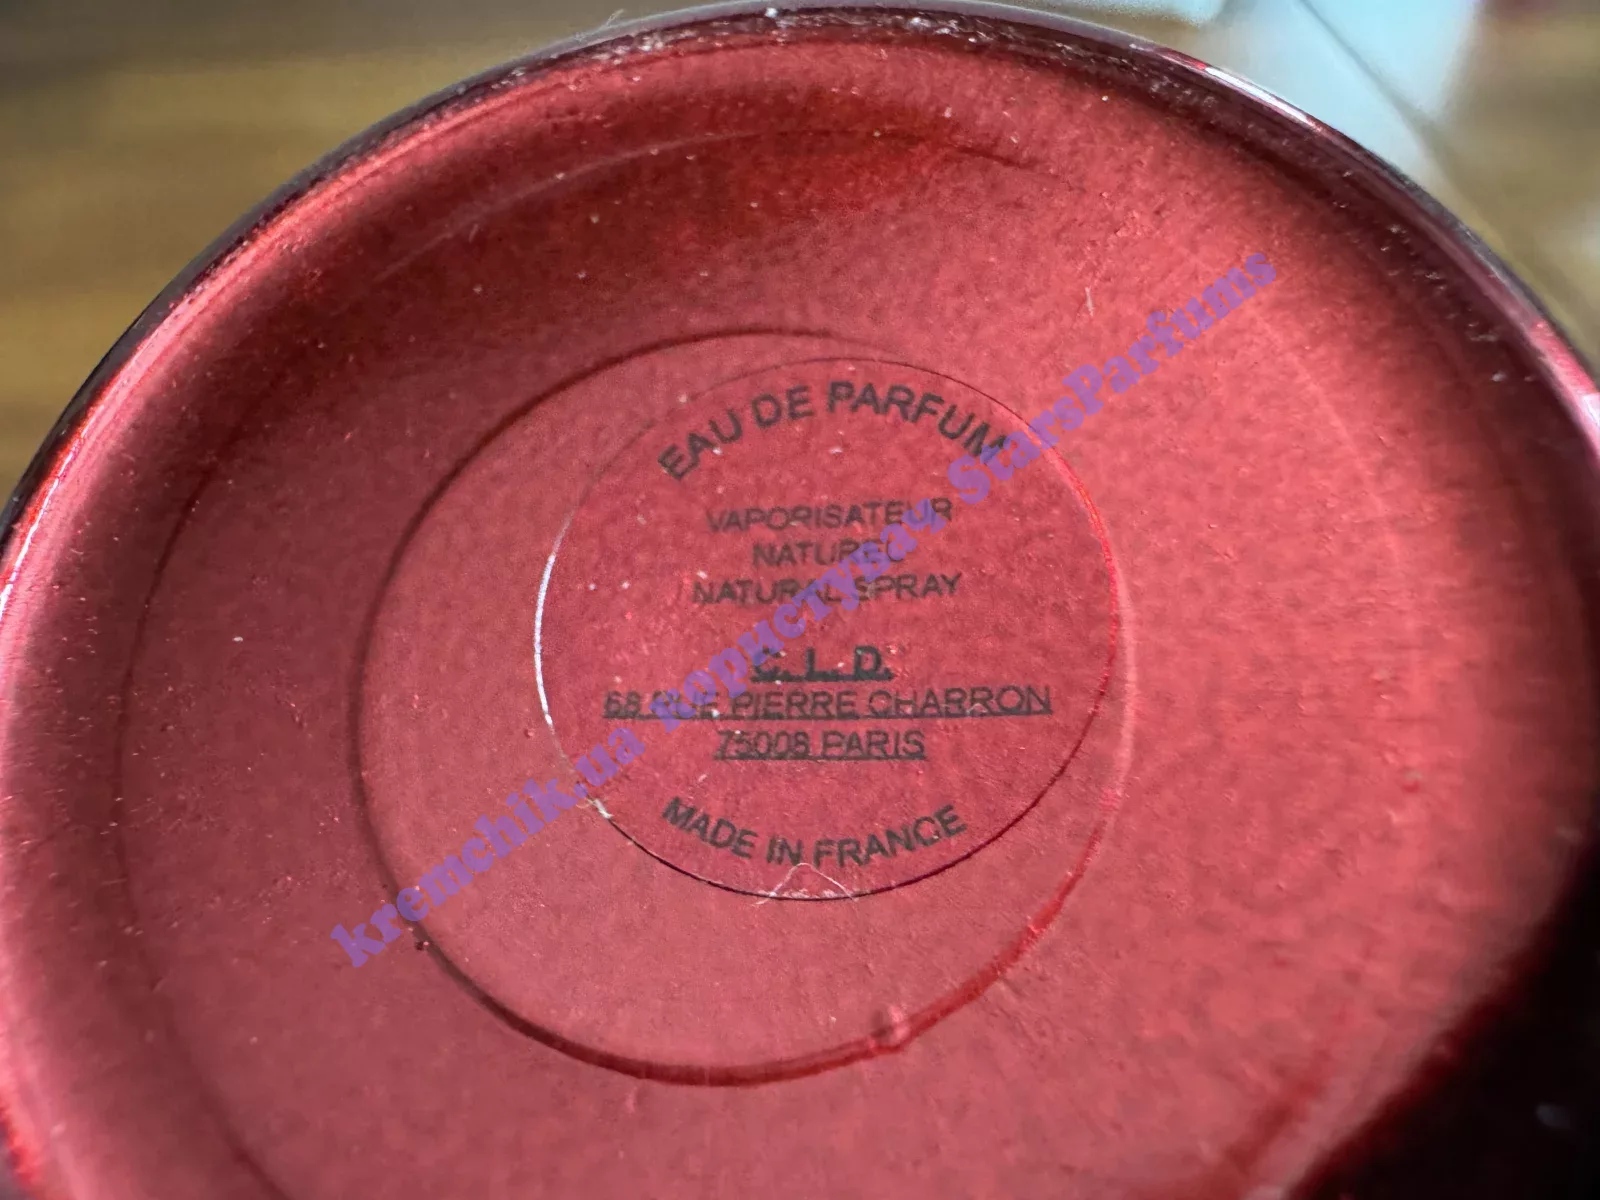 EAU DE PARFUM
VAPORISATEUR
NATUREL
NATURAL SPRAY
C. L. D.
68 RUE PIERRE CHARRON
75008 PARIS
MADE IN FRANCE
kremchik.ua користувач StarsParfums